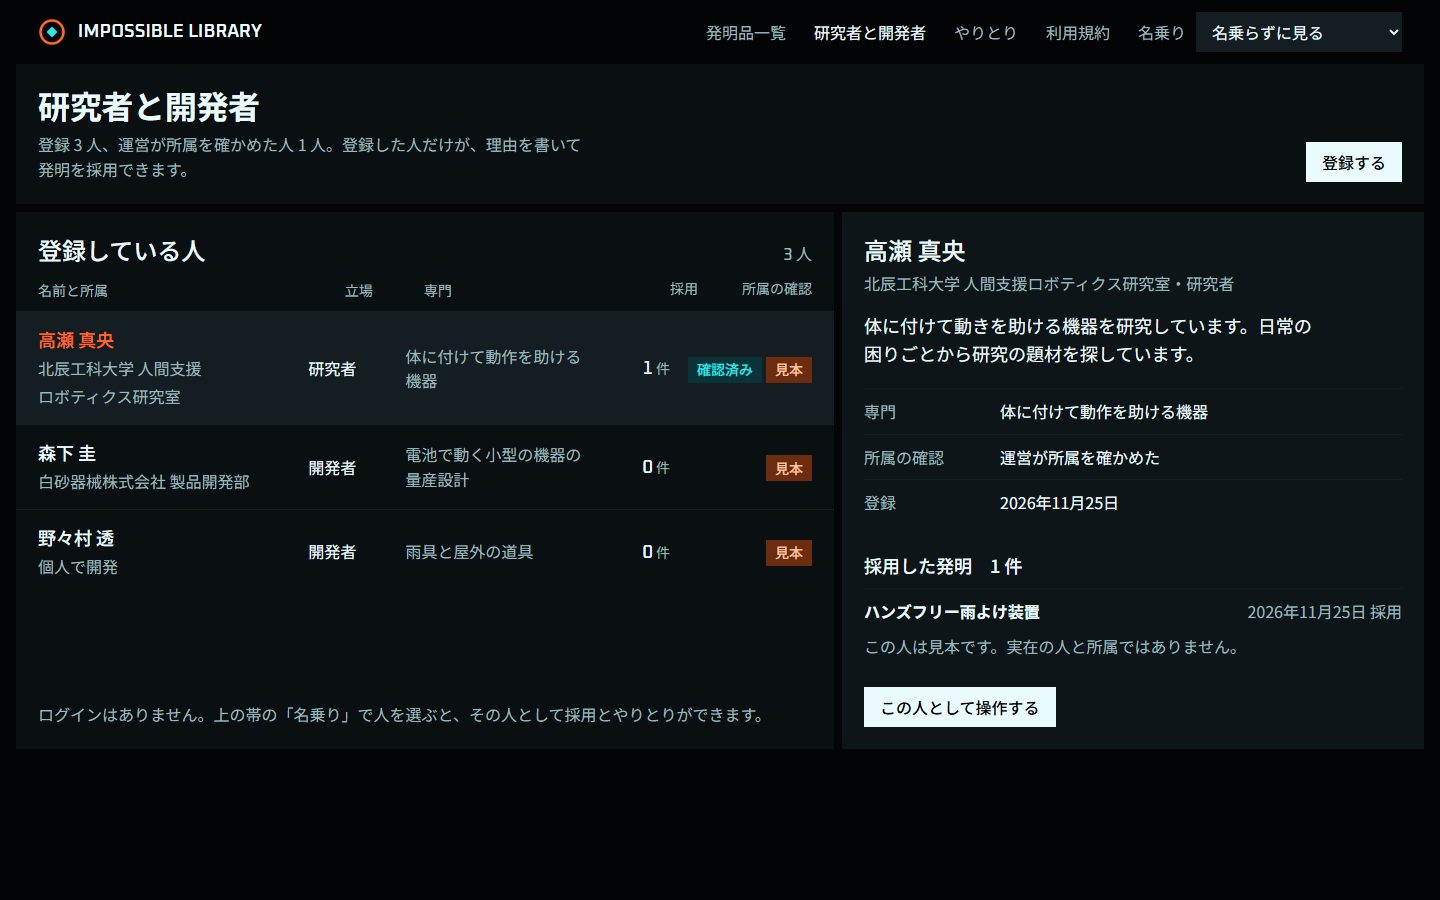 IMPOSSIBLE LIBRARY
発明品一覧
研究者と開発者
やりとり
利用規約
名乗り
名乗らずに見る
研究者と開発者
登録 3 人、運営が所属を確かめた人 1 人。登録した人だけが、理由を書いて
発明を採用できます。
登録する
登録している人
3 人
名前と所属
立場
専門
採用
所属の確認
高瀬 真央
北辰工科大学 人間支援
ロボティクス研究室
研究者
体に付けて動作を助ける
機器
1 件
確認済み
見本
森下 圭
白砂器械株式会社 製品開発部
開発者
電池で動く小型の機器の
量産設計
0 件
見本
野々村 透
個人で開発
開発者
雨具と屋外の道具
0 件
見本
ログインはありません。上の帯の「名乗り」で人を選ぶと、その人として採用とやりとりができます。
高瀬 真央
北辰工科大学 人間支援ロボティクス研究室・研究者
体に付けて動きを助ける機器を研究しています。日常の
困りごとから研究の題材を探しています。
専門
体に付けて動作を助ける機器
所属の確認
運営が所属を確かめた
登録
2026年11月25日
採用した発明 1 件
ハンズフリー雨よけ装置
2026年11月25日 採用
この人は見本です。実在の人と所属ではありません。
この人として操作する